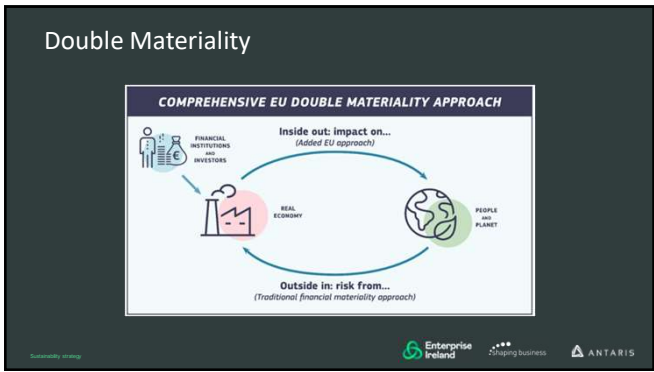 Double Materiality
COMPREHENSIVE EU DOUBLE MATERIALITY APPROACH
FINANCIAL
INSTITUTIONS
AND
INVESTORS
Inside out: impact on...
(Added EU approach)
€
REAL
ECONOMY
PEOPLE
AND
PLANET
Outside in: risk from...
(Traditional financial materiality approach)
Sustainability strategy
Enterprise
Ireland
shaping business
ANTARIS